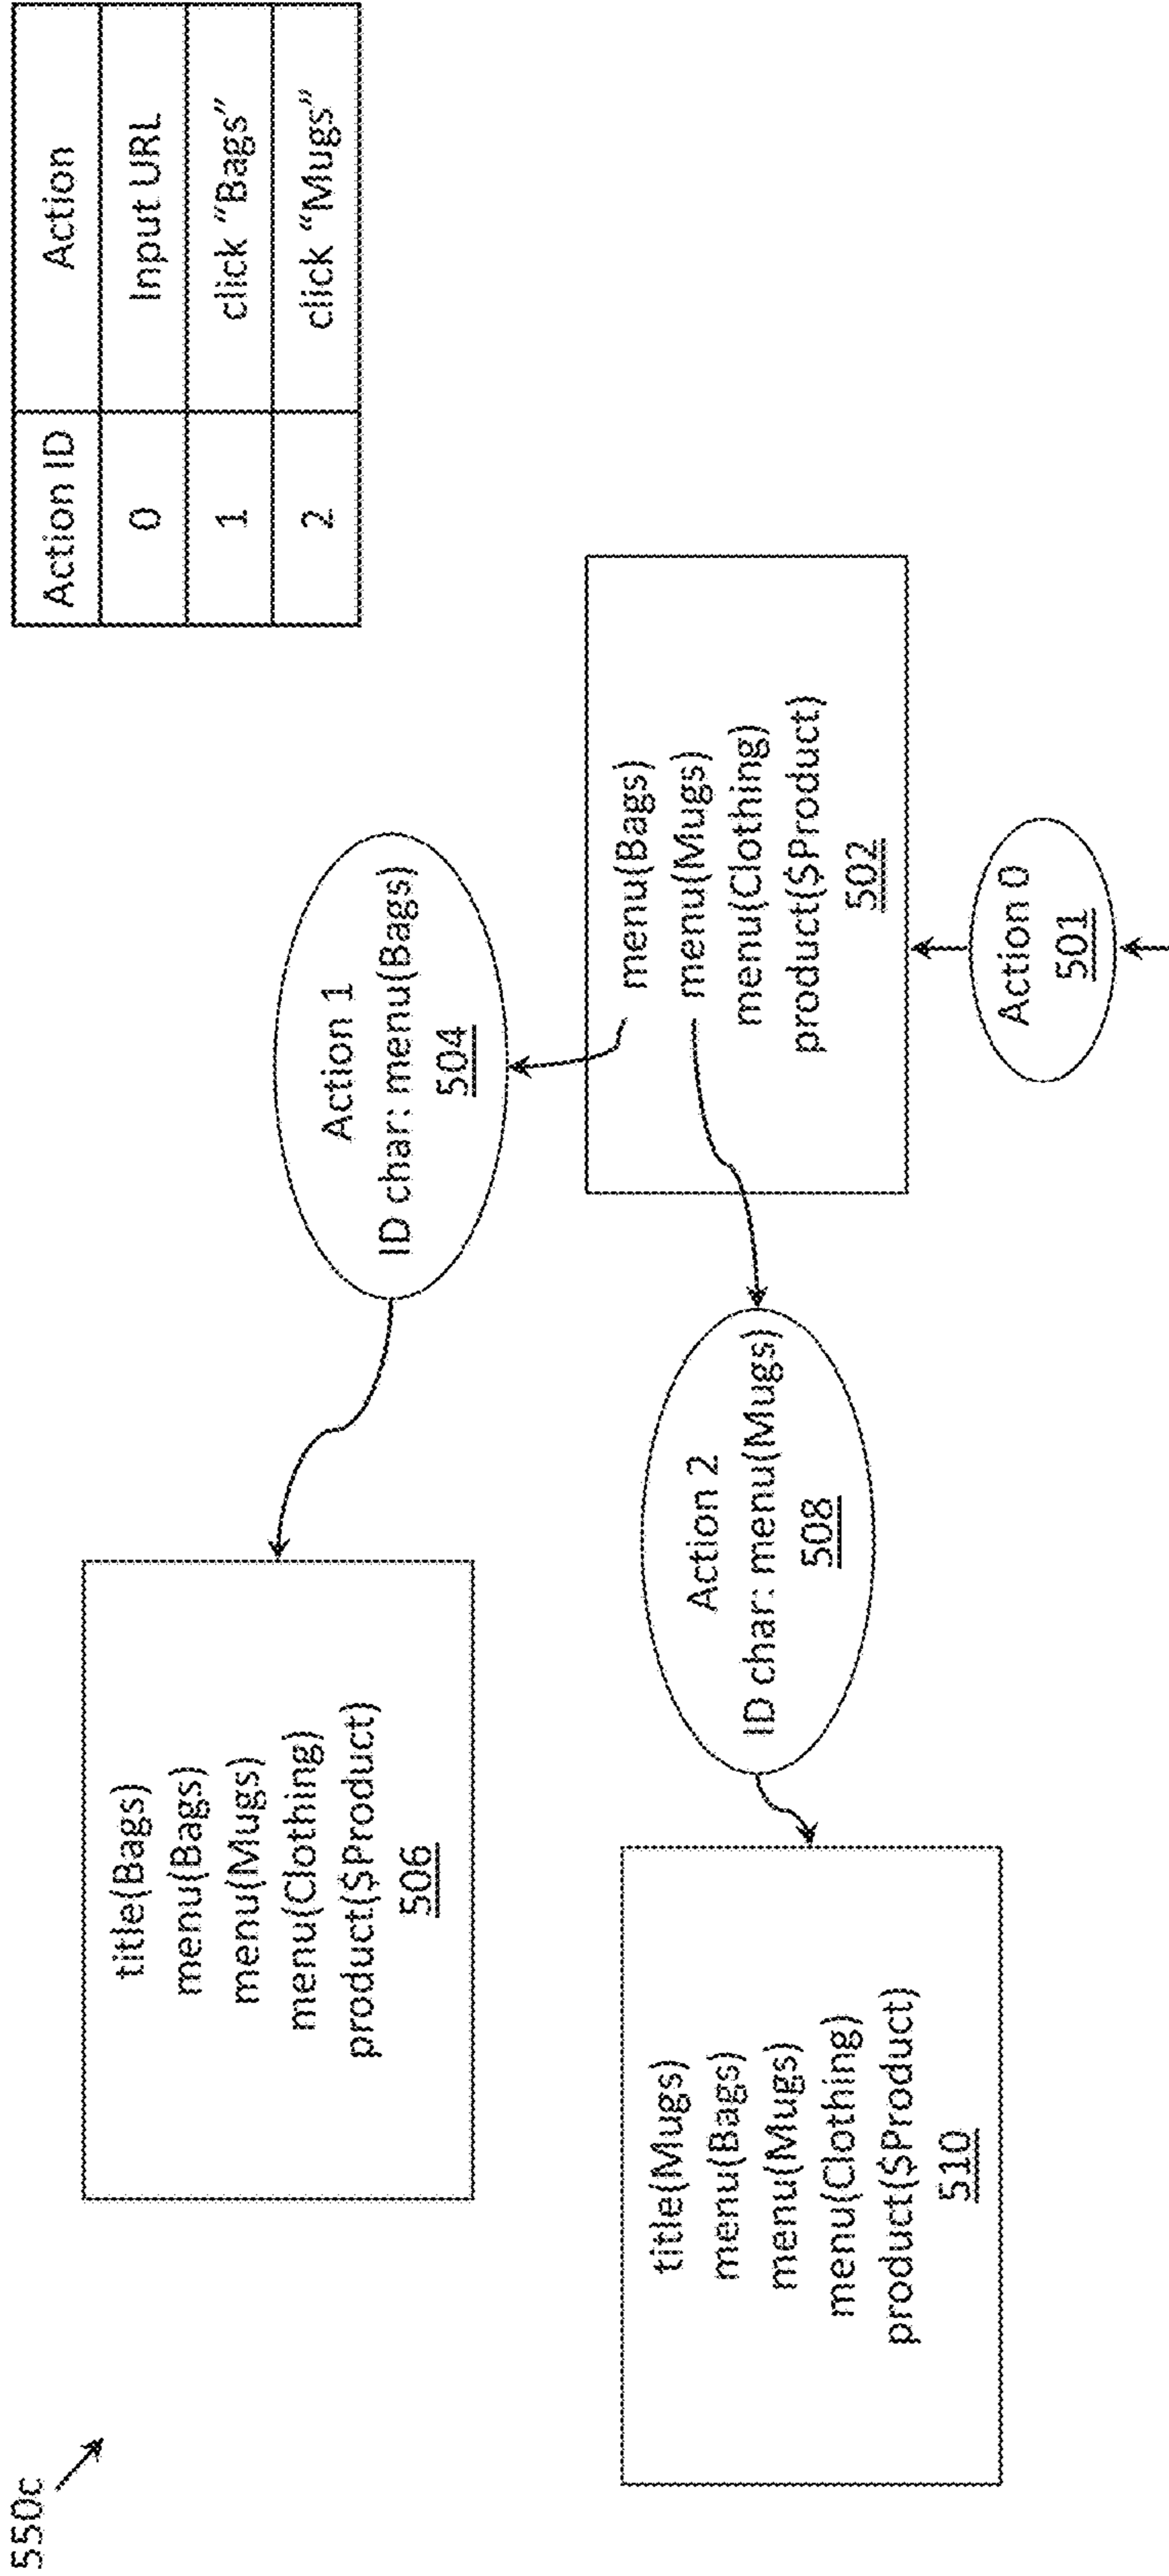 550c
Action ID Action
0 Input URL
1 click "Bags"
2 click “Mugs”
title(Bags)
menu(Bags)
menu(Mugs)
menu(Clothing)
product($Product)
506
Action 1
ID char: menu(Bags)
504
menu(Bags)
menu(Mugs)
menu(Clothing)
product($Product)
502
title(Mugs)
menu(Bags)
menu(Mugs)
menu(Clothing)
product($Product)
510
Action 2
ID char: menu(Mugs)
508
Action 0
501